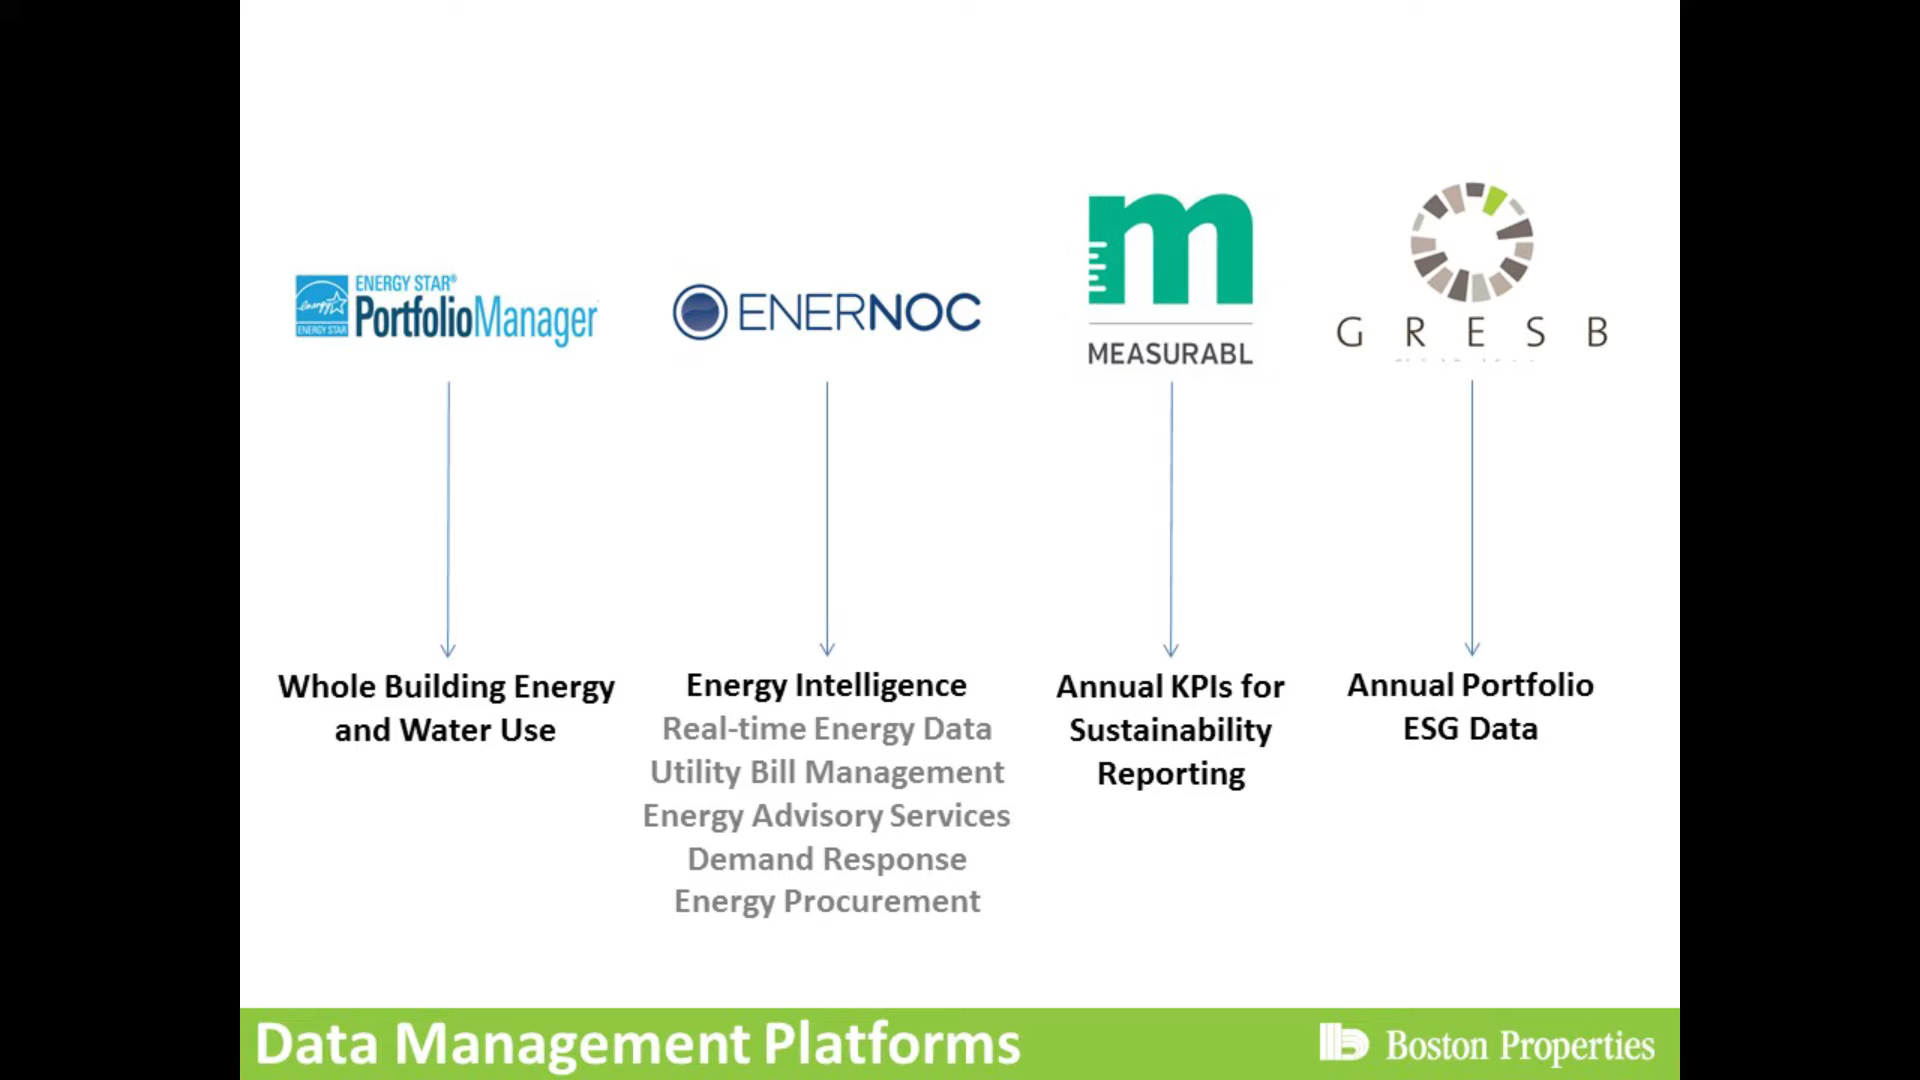 ENERGY STAR®
PortfolioManager
ENERGY STAR
ENERNOC
m
MEASURABL
GRESB
Whole Building Energy
and Water Use
Energy Intelligence
Real-time Energy Data
Utility Bill Management
Energy Advisory Services
Demand Response
Energy Procurement
Annual KPIs for
Sustainability
Reporting
Annual Portfolio
ESG Data
Data Management Platforms
Boston Properties